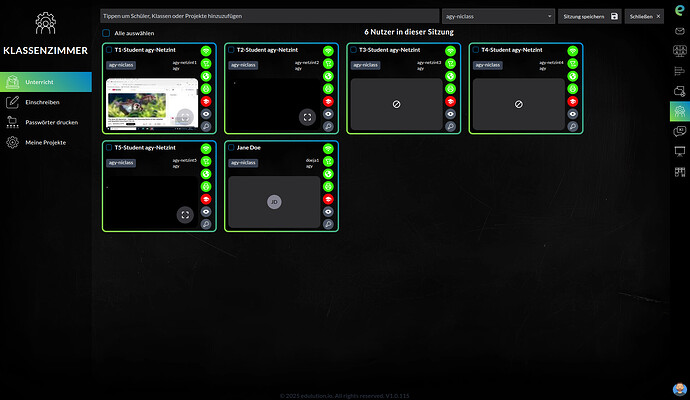 KLASSENZIMMER
Unterricht
Einschreiben
Passwörter drucken
Meine Projekte
Tippen um Schüler, Klassen oder Projekte hinzuzufügen
agy-niclass
Sitzung speichern
Schließen ×
Alle auswählen
6 Nutzer in dieser Sitzung
T1-Student agy-Netzint
agy-niclass
agy-netzint1
agy
T2-Student agy-Netzint
agy-niclass
agy-netzint2
agy
T3-Student agy-Netzint
agy-niclass
agy-netzint3
agy
T4-Student agy-Netzint
agy-niclass
agy-netzint4
agy
T5-Student agy-Netzint
agy-niclass
agy-netzint5
agy
Jane Doe
agy-niclass
doeja1
agy
JD
edulution.io. All rights reserved. V1.0.115